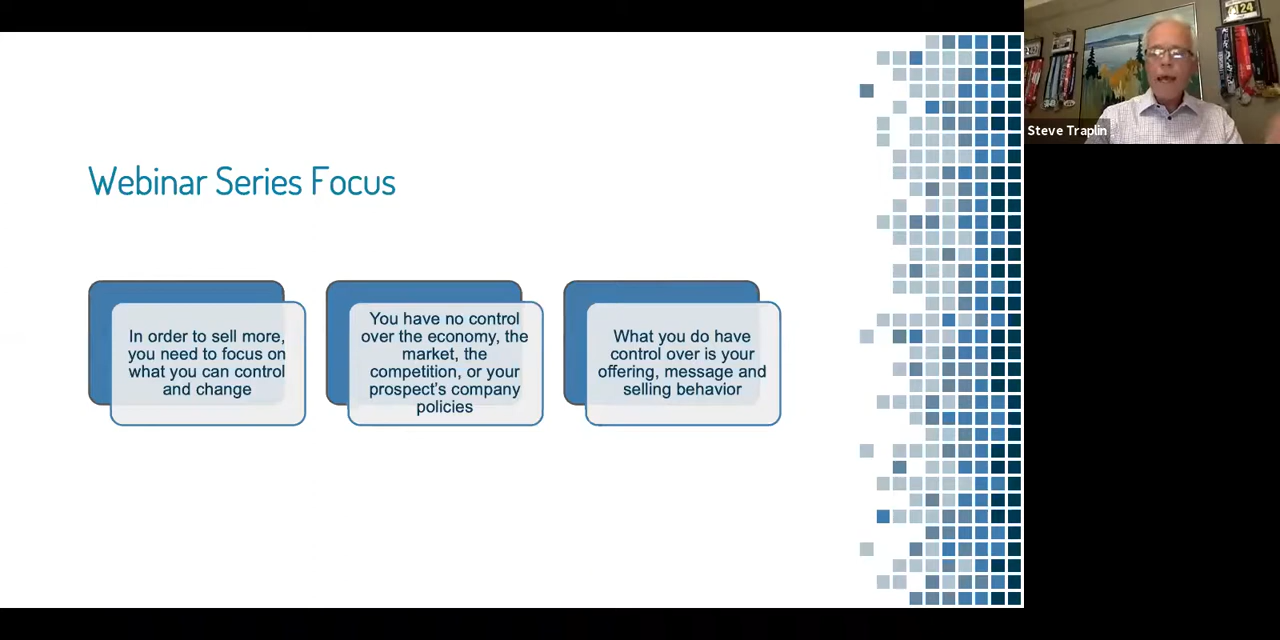 Webinar Series Focus
In order to sell more,
you need to focus on
what you can control
and change
You have no control
over the economy, the
market, the
competition, or your
prospect's company
policies
What you do have
control over is your
offering, message and
selling behavior
Steve Traplin